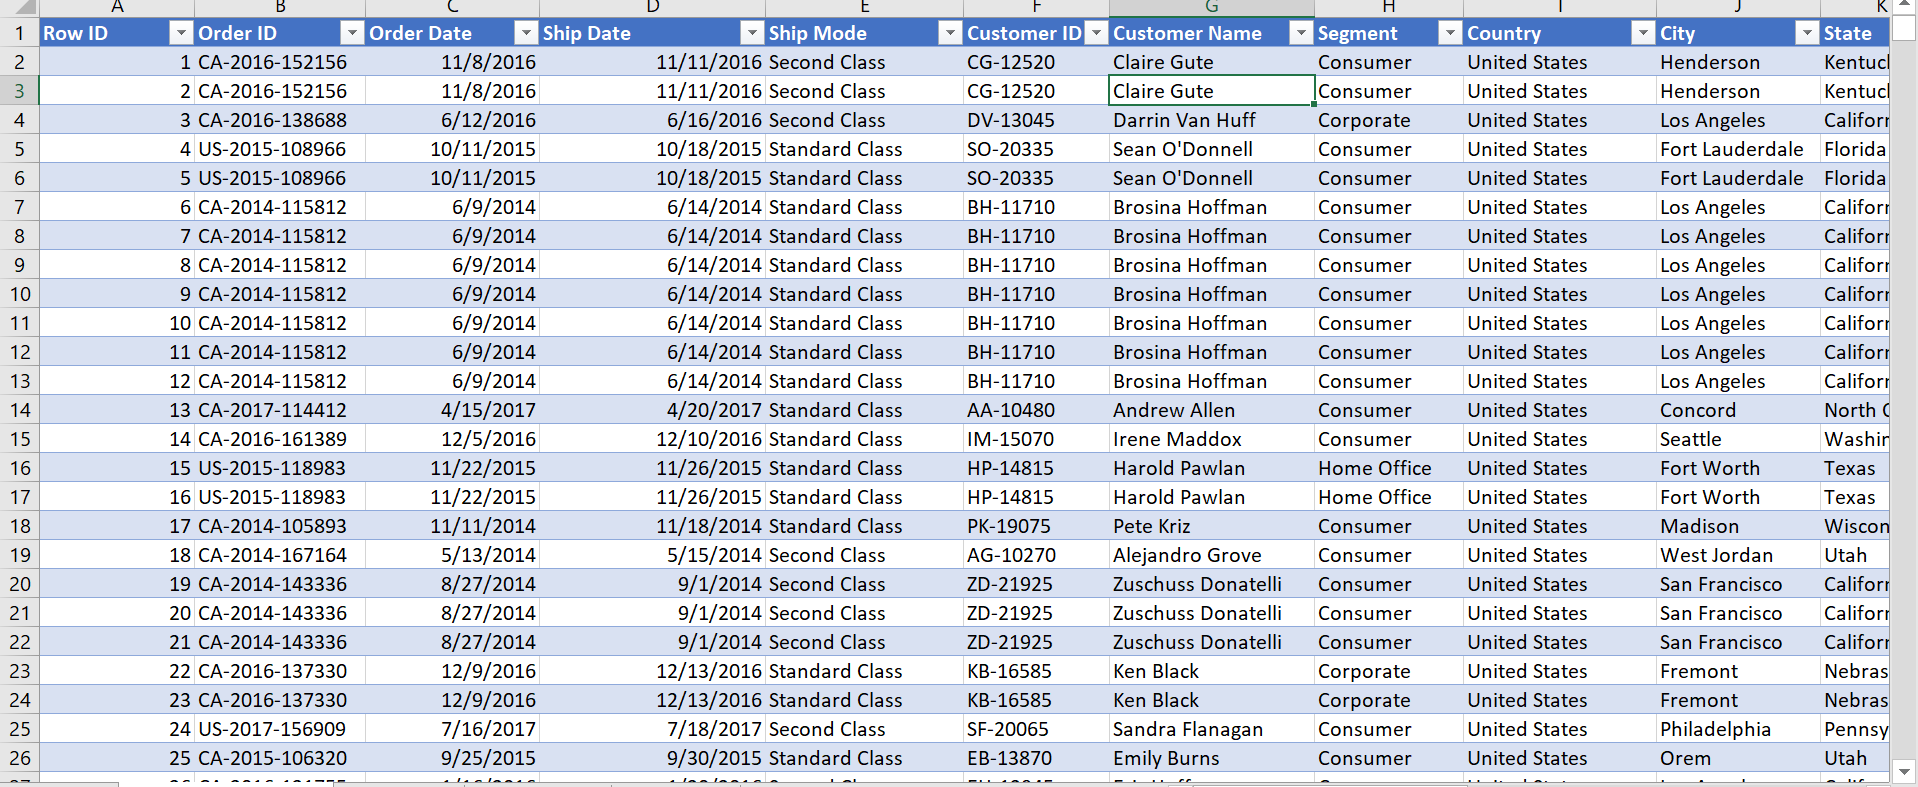 A B C D E F G H I J K
1 Row ID Order ID Order Date Ship Date Ship Mode Customer ID Customer Name Segment Country City State
2 1 CA-2016-152156 11/8/2016 11/11/2016 Second Class CG-12520 Claire Gute Consumer United States Henderson Kentucl
3 2 CA-2016-152156 11/8/2016 11/11/2016 Second Class CG-12520 Claire Gute Consumer United States Henderson Kentucl
4 3 CA-2016-138688 6/12/2016 6/16/2016 Second Class DV-13045 Darrin Van Huff Corporate United States Los Angeles Califor
5 4 US-2015-108966 10/11/2015 10/18/2015 Standard Class SO-20335 Sean O'Donnell Consumer United States Fort Lauderdale Florida
6 5 US-2015-108966 10/11/2015 10/18/2015 Standard Class SO-20335 Sean O'Donnell Consumer United States Fort Lauderdale Florida
7 6 CA-2014-115812 6/9/2014 6/14/2014 Standard Class BH-11710 Brosina Hoffman Consumer United States Los Angeles Califor
8 7 CA-2014-115812 6/9/2014 6/14/2014 Standard Class BH-11710 Brosina Hoffman Consumer United States Los Angeles Califor
9 8 CA-2014-115812 6/9/2014 6/14/2014 Standard Class BH-11710 Brosina Hoffman Consumer United States Los Angeles Califor
10 9 CA-2014-115812 6/9/2014 6/14/2014 Standard Class BH-11710 Brosina Hoffman Consumer United States Los Angeles Califor
11 10 CA-2014-115812 6/9/2014 6/14/2014 Standard Class BH-11710 Brosina Hoffman Consumer United States Los Angeles Califor
12 11 CA-2014-115812 6/9/2014 6/14/2014 Standard Class BH-11710 Brosina Hoffman Consumer United States Los Angeles Califor
13 12 CA-2014-115812 6/9/2014 6/14/2014 Standard Class BH-11710 Brosina Hoffman Consumer United States Los Angeles Califor
14 13 CA-2017-114412 4/15/2017 4/20/2017 Standard Class AA-10480 Andrew Allen Consumer United States Concord North C
15 14 CA-2016-161389 12/5/2016 12/10/2016 Standard Class IM-15070 Irene Maddox Consumer United States Seattle Washin
16 15 US-2015-118983 11/22/2015 11/26/2015 Standard Class HP-14815 Harold Pawlan Home Office United States Fort Worth Texas
17 16 US-2015-118983 11/22/2015 11/26/2015 Standard Class HP-14815 Harold Pawlan Home Office United States Fort Worth Texas
18 17 CA-2014-105893 11/11/2014 11/18/2014 Standard Class PK-19075 Pete Kriz Consumer United States Madison Wiscon
19 18 CA-2014-167164 5/13/2014 5/15/2014 Second Class AG-10270 Alejandro Grove Consumer United States West Jordan Utah
20 19 CA-2014-143336 8/27/2014 9/1/2014 Second Class ZD-21925 Zuschuss Donatelli Consumer United States San Francisco Califor
21 20 CA-2014-143336 8/27/2014 9/1/2014 Second Class ZD-21925 Zuschuss Donatelli Consumer United States San Francisco Califor
22 21 CA-2014-143336 8/27/2014 9/1/2014 Second Class ZD-21925 Zuschuss Donatelli Consumer United States San Francisco Califor
23 22 CA-2016-137330 12/9/2016 12/13/2016 Standard Class KB-16585 Ken Black Corporate United States Fremont Nebras
24 23 CA-2016-137330 12/9/2016 12/13/2016 Standard Class KB-16585 Ken Black Corporate United States Fremont Nebras
25 24 US-2017-156909 7/16/2017 7/18/2017 Second Class SF-20065 Sandra Flanagan Consumer United States Philadelphia Pennsy
26 25 CA-2015-106320 9/25/2015 9/30/2015 Standard Class EB-13870 Emily Burns Consumer United States Orem Utah